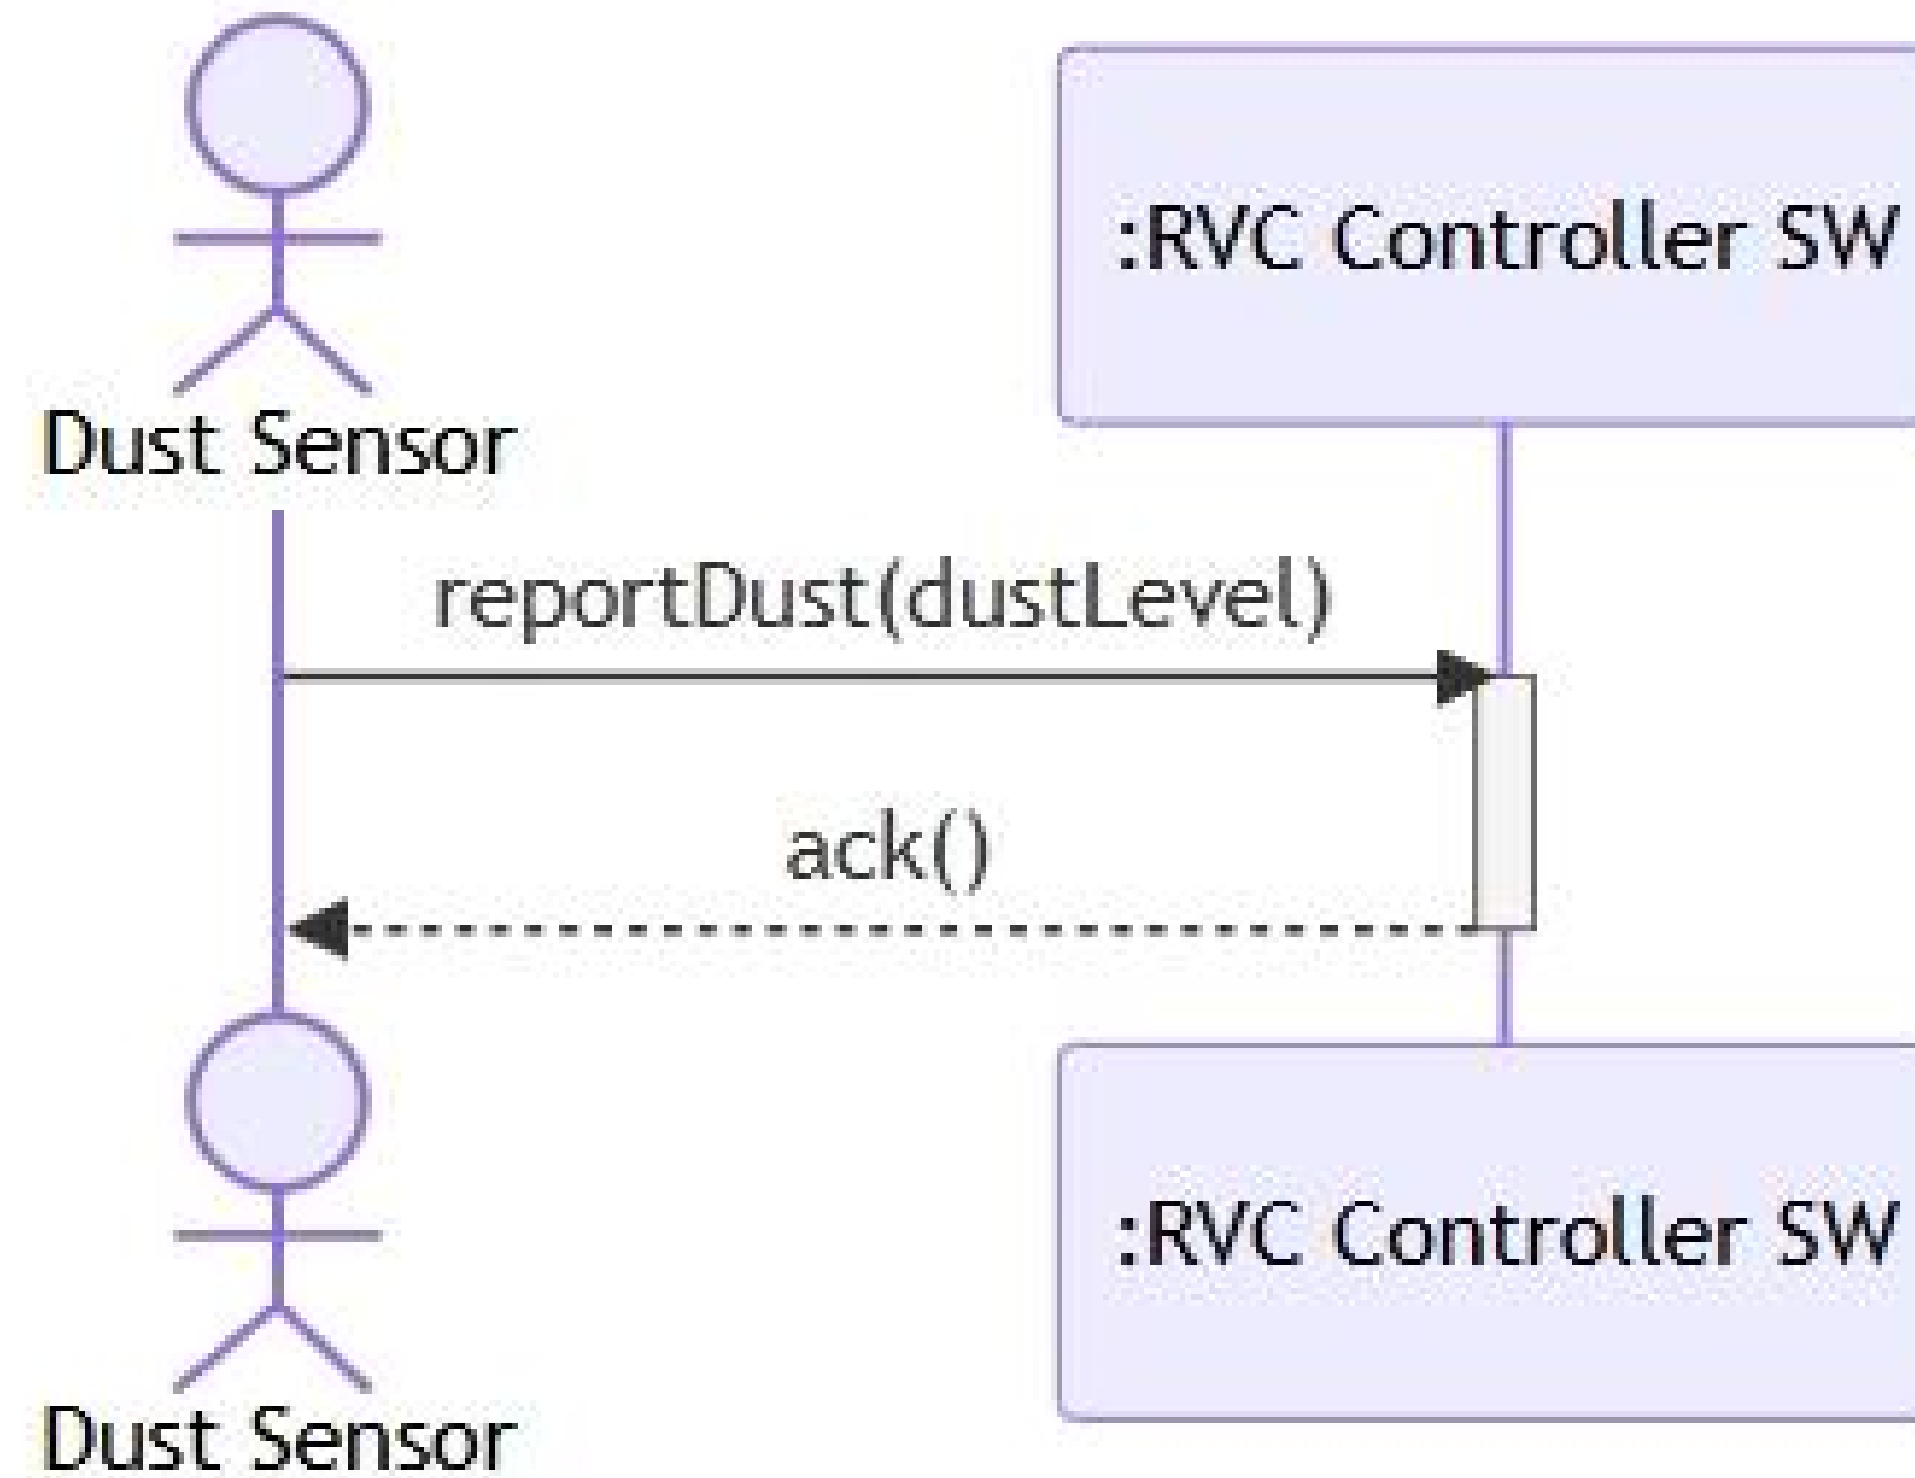 :RVC Controller SW
Dust Sensor
reportDust(dustLevel)
ack()
:RVC Controller SW
Dust Sensor